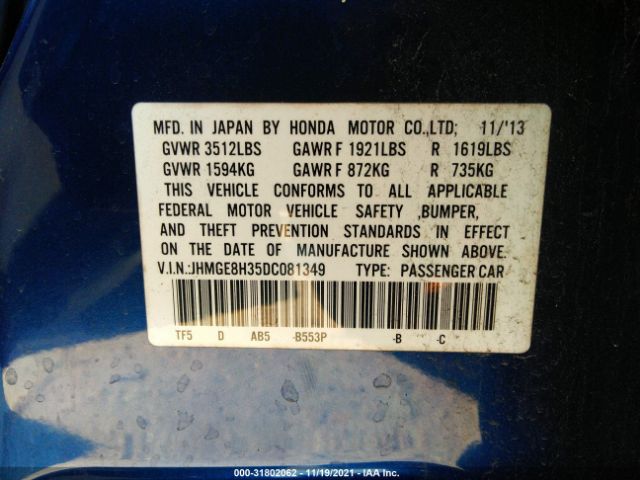 MFD. IN JAPAN BY HONDA MOTOR CO.,LTD; 11/'13
GVWR 3512LBS GAWR F 1921LBS R 1619LBS
GVWR 1594KG GAWR F 872KG R 735KG
THIS VEHICLE CONFORMS TO ALL APPLICABLE
FEDERAL MOTOR VEHICLE SAFETY ,BUMPER,
AND THEFT PREVENTION STANDARDS IN EFFECT
ON THE DATE OF MANUFACTURE SHOWN ABOVE.
V.I.N.:JHMGE8H35DC081349 TYPE: PASSENGER CAR
TF5 D AB5 -B553P -B -C
000-31802062 - 11/19/2021 - IAA Inc.